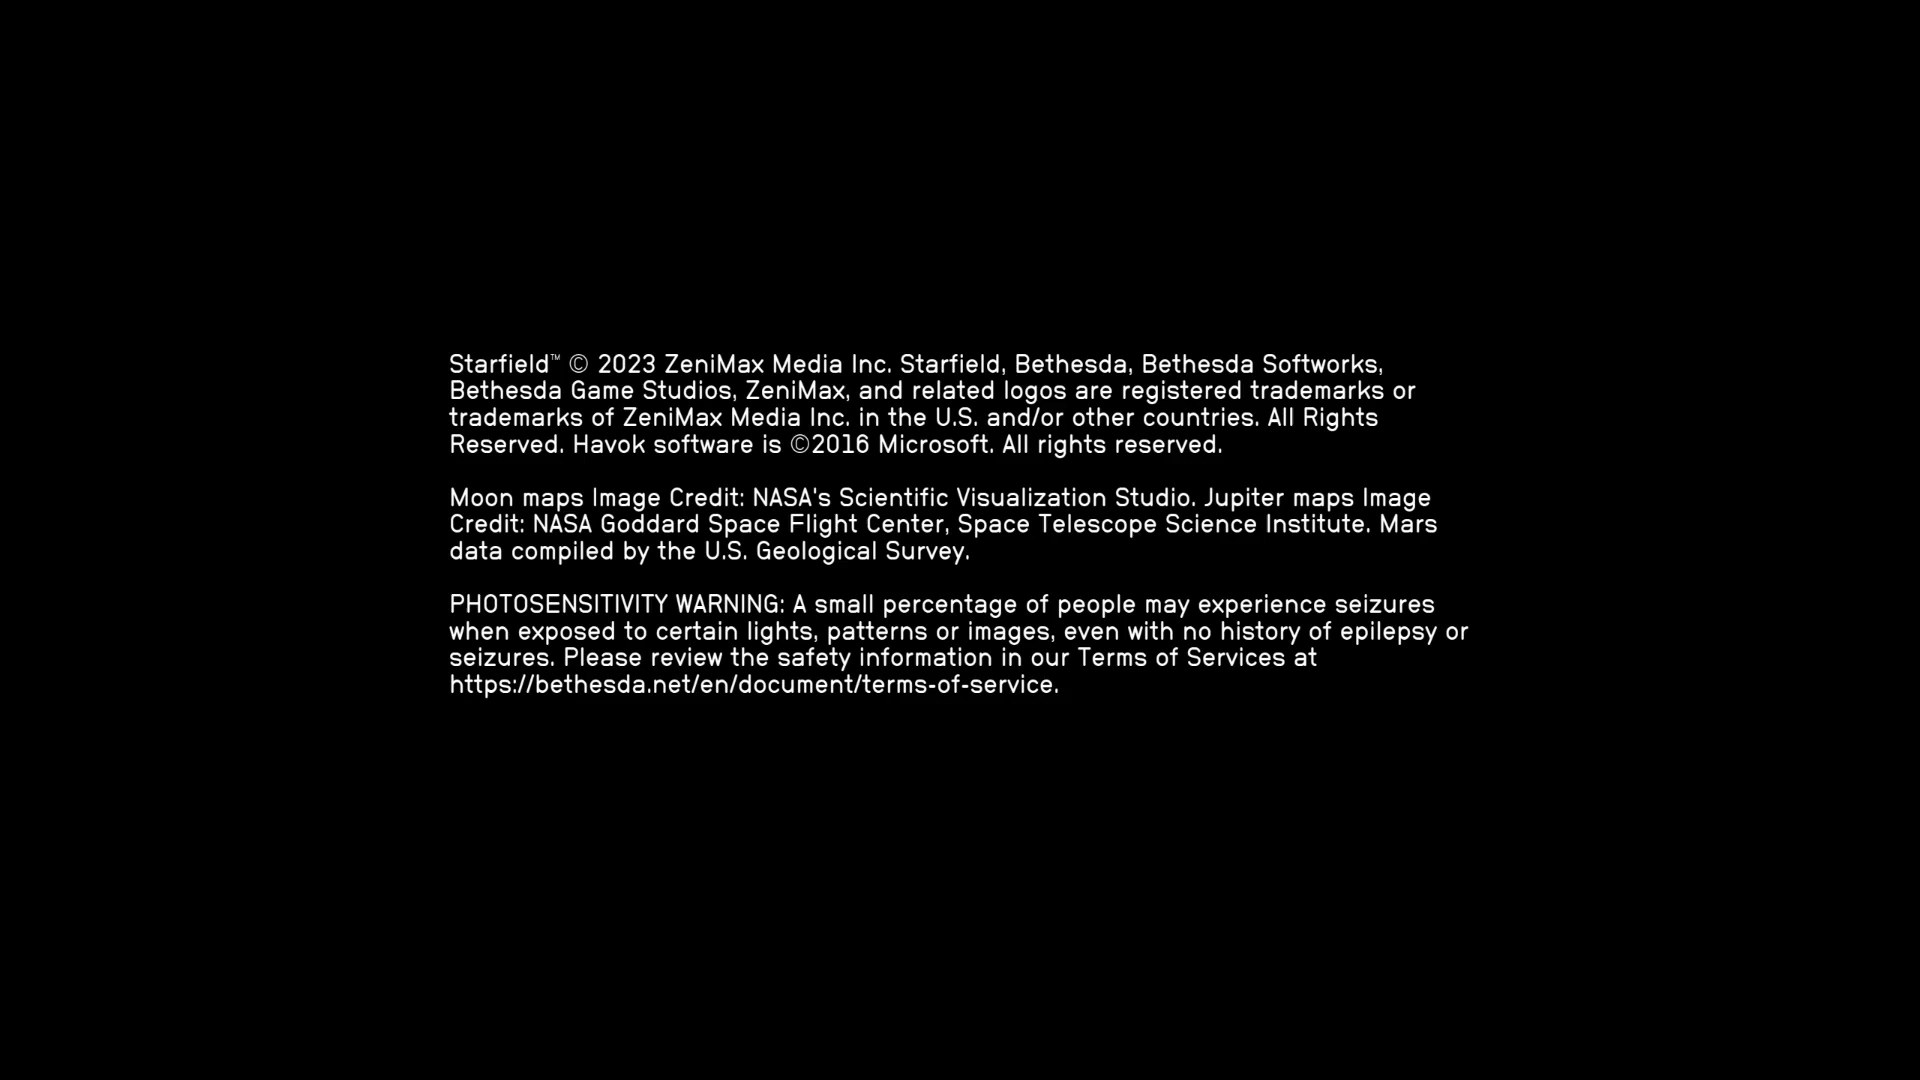 Starfield™ © 2023 ZeniMax Media Inc. Starfield, Bethesda, Bethesda Softworks,
Bethesda Game Studios, ZeniMax, and related logos are registered trademarks or
trademarks of ZeniMax Media Inc. in the U.S. and/or other countries. All Rights
Reserved. Havok software is ©2016 Microsoft. All rights reserved.
Moon maps Image Credit: NASA's Scientific Visualization Studio. Jupiter maps Image
Credit: NASA Goddard Space Flight Center, Space Telescope Science Institute. Mars
data compiled by the U.S. Geological Survey.
PHOTOSENSITIVITY WARNING: A small percentage of people may experience seizures
when exposed to certain lights, patterns or images, even with no history of epilepsy or
seizures. Please review the safety information in our Terms of Services at
https://bethesda.net/en/document/terms-of-service.